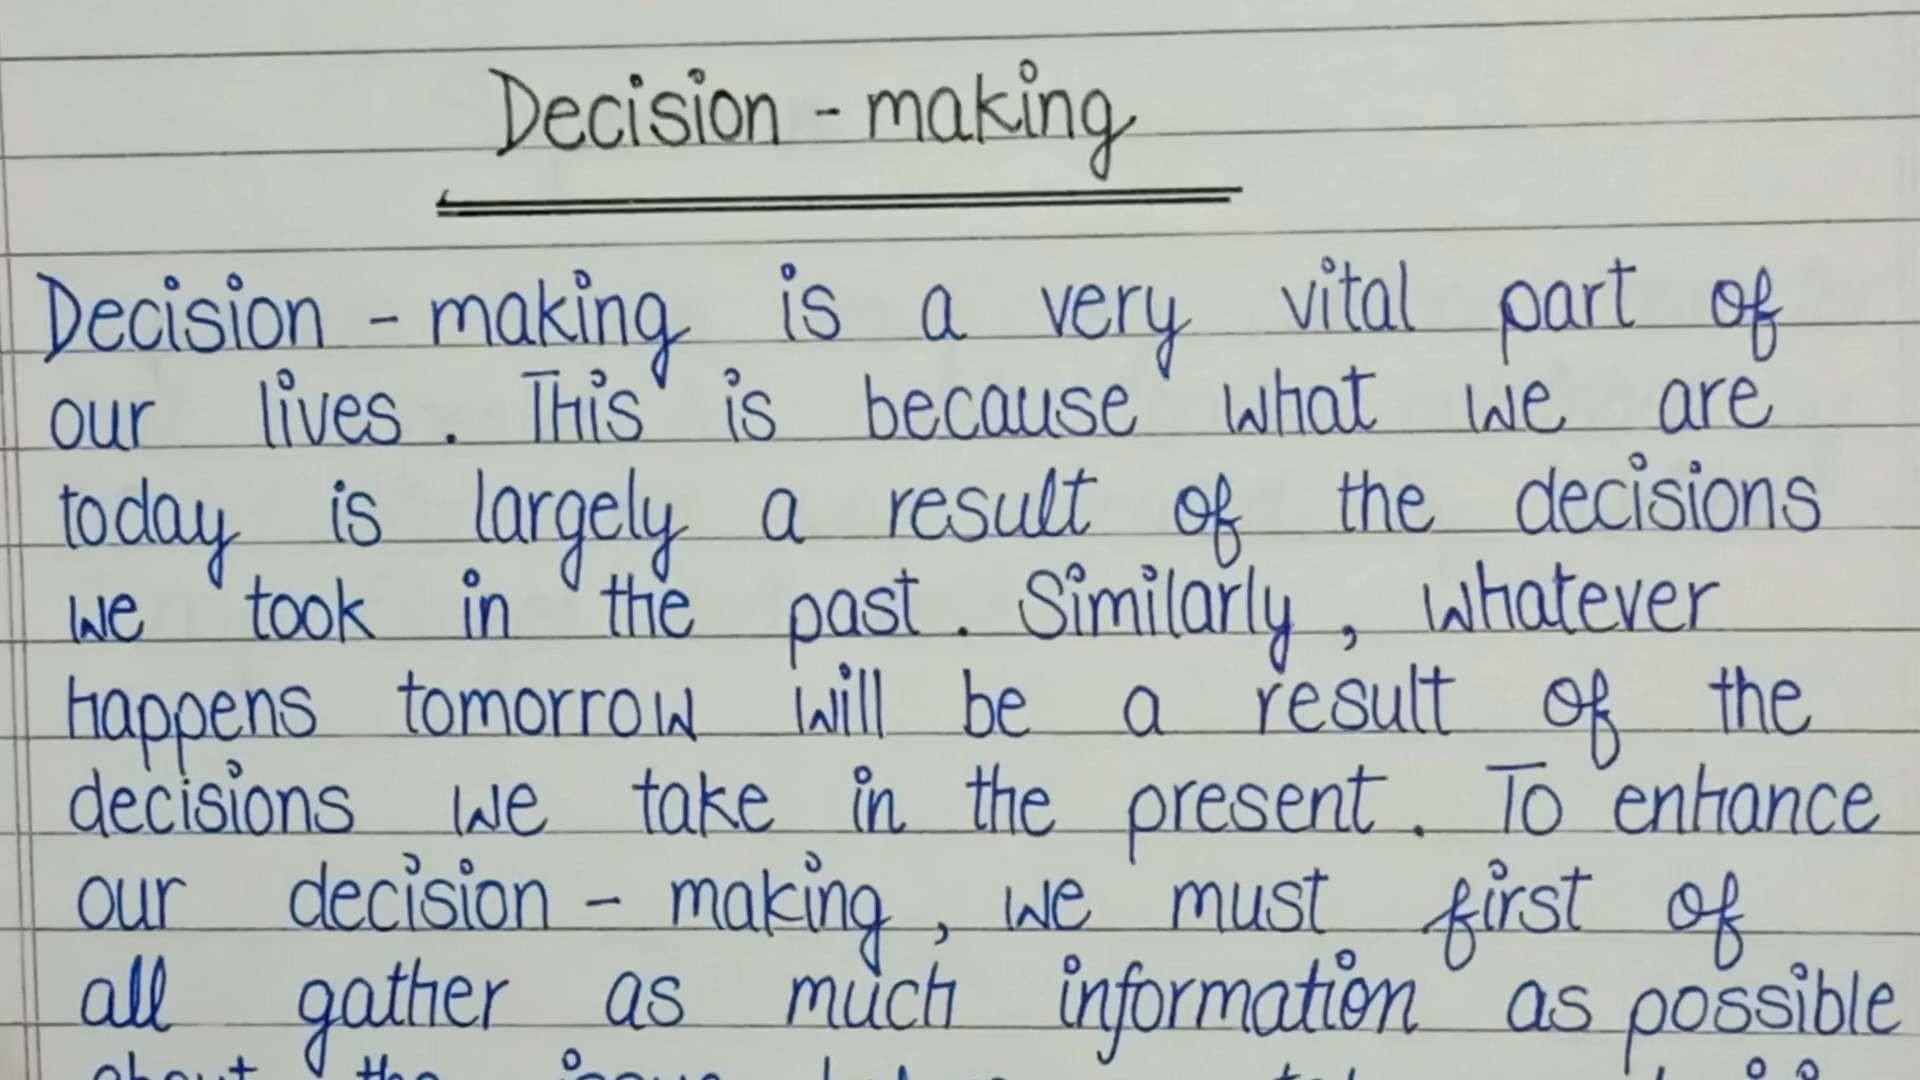 Decision - making
Decision - making is a very vital part of
our lives. This is because what we are
today is largely a result of the decisions
we took in the past. Similarly, whatever
happens tomorrow will be a result of the
decisions we take in the present. To enhance
our decision - making, we must first of
all gather as much information as possible
about the issue